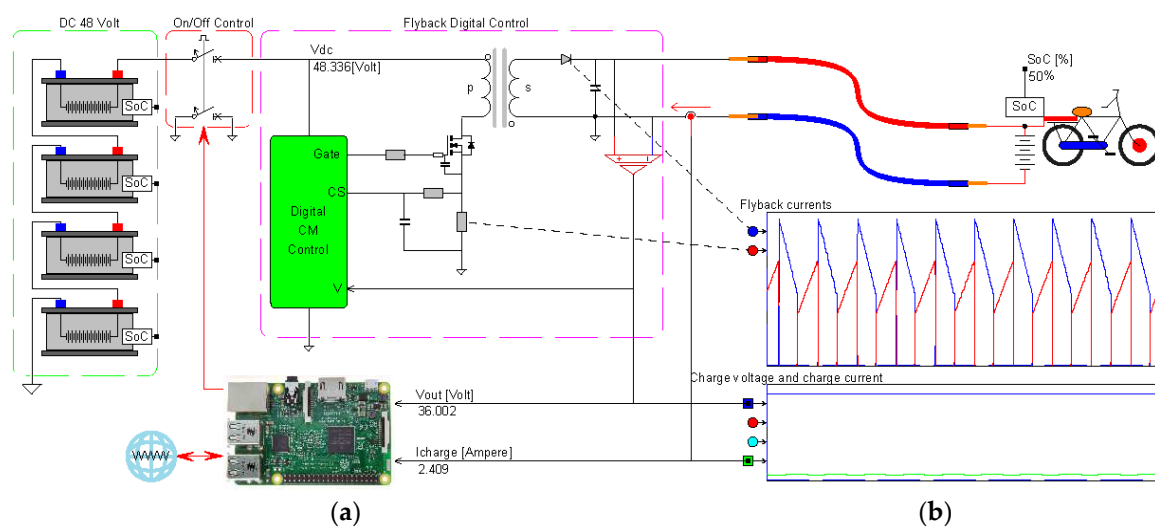 DC 48 Volt
On/Off Control
Flyback Digital Control
Vdc
48.336[Volt]
p
s
SoC [%]
50%
SoC
SoC
SoC
SoC
SoC
Gate
CS
Digital
CM
Control
V
+
-
Flyback currents
Vout [Volt]
36.002
Icharge [Ampere]
2.409
Charge voltage and charge current
(a)
(b)